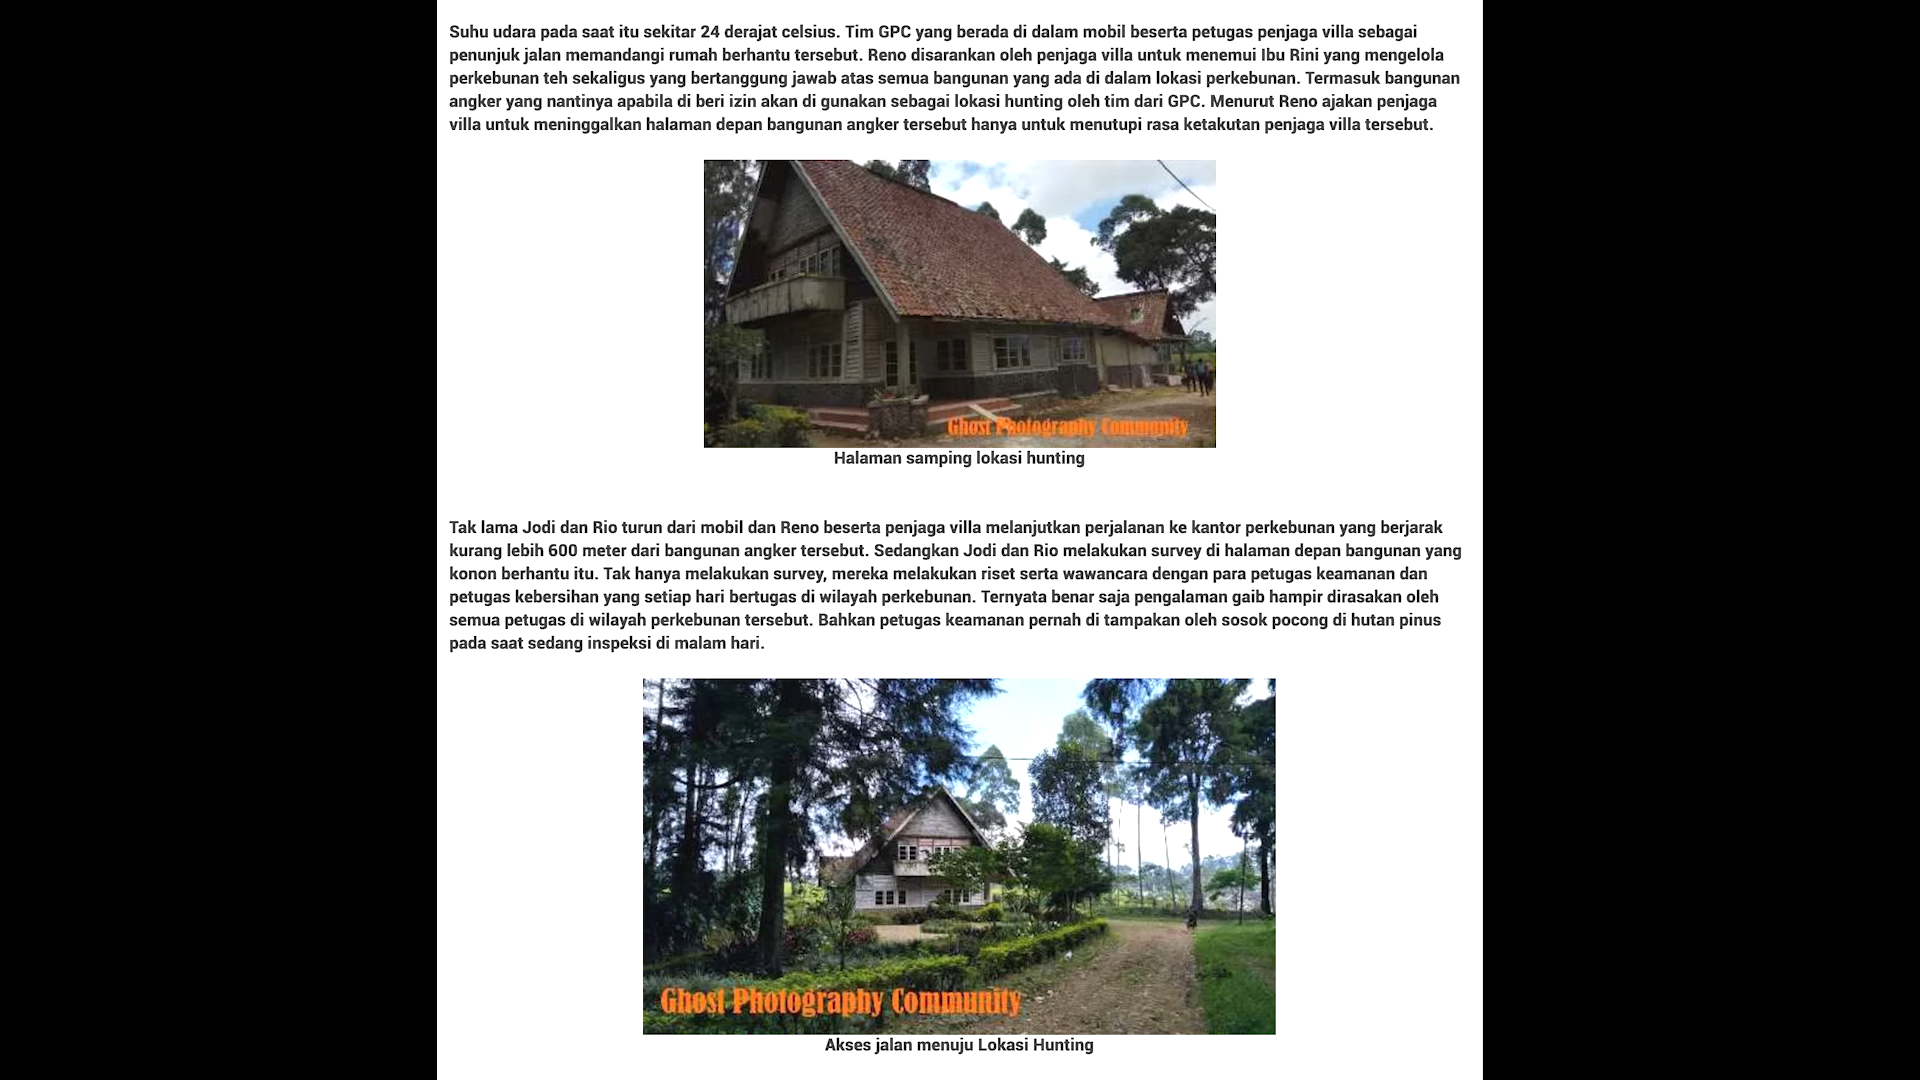 Suhu udara pada saat itu sekitar 24 derajat celsius. Tim GPC yang berada di dalam mobil beserta petugas penjaga villa sebagai
penunjuk jalan memandangi rumah berhantu tersebut. Reno disarankan oleh penjaga villa untuk menemui Ibu Rini yang mengelola
perkebunan teh sekaligus yang bertanggung jawab atas semua bangunan yang ada di dalam lokasi perkebunan. Termasuk bangunan
angker yang nantinya apabila di beri izin akan di gunakan sebagai lokasi hunting oleh tim dari GPC. Menurut Reno ajakan penjaga
villa untuk meninggalkan halaman depan bangunan angker tersebut hanya untuk menutupi rasa ketakutan penjaga villa tersebut.
Ghost Photography Community
Halaman samping lokasi hunting
Tak lama Jodi dan Rio turun dari mobil dan Reno beserta penjaga villa melanjutkan perjalanan ke kantor perkebunan yang berjarak
kurang lebih 600 meter dari bangunan angker tersebut. Sedangkan Jodi dan Rio melakukan survey di halaman depan bangunan yang
konon berhantu itu. Tak hanya melakukan survey, mereka melakukan riset serta wawancara dengan para petugas keamanan dan
petugas kebersihan yang setiap hari bertugas di wilayah perkebunan. Ternyata benar saja pengalaman gaib hampir dirasakan oleh
semua petugas di wilayah perkebunan tersebut. Bahkan petugas keamanan pernah di tampakan oleh sosok pocong di hutan pinus
pada saat sedang inspeksi di malam hari.
Ghost Photography Community
Akses jalan menuju Lokasi Hunting